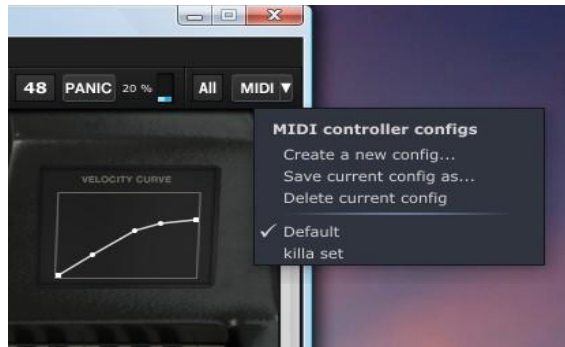 48 PANIC 20 % All MIDI
VELOCITY CURVE
MIDI controller configs
Create a new config...
Save current config as...
Delete current config
✓ Default
killa set